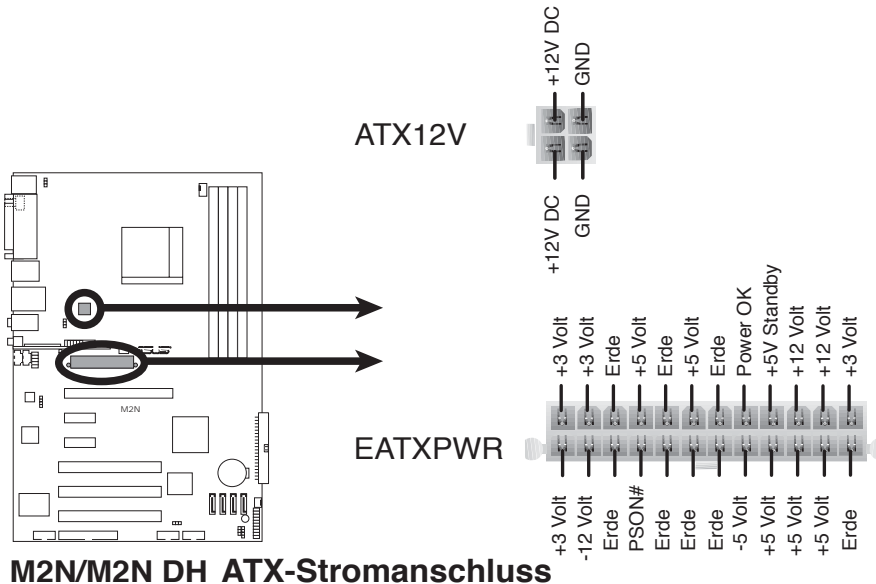 +12V DC
GND
ATX12V
+12V DC
GND
+3 Volt
+3 Volt
Erde
+5 Volt
Erde
+5 Volt
Erde
Power OK
+5V Standby
+12 Volt
+12 Volt
+3 Volt
M2N
EATXPWR
+3 Volt
-12 Volt
Erde
PSON#
Erde
Erde
Erde
-5 Volt
+5 Volt
+5 Volt
+5 Volt
Erde
M2N/M2N DH ATX-Stromanschluss